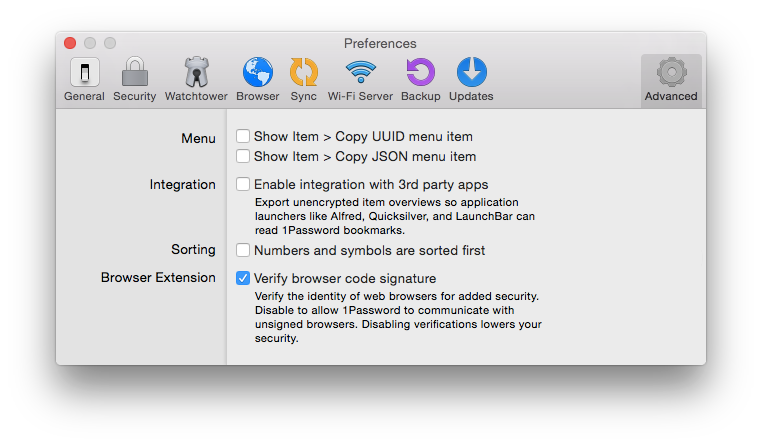 Preferences
General Security Watchtower Browser Sync Wi-Fi Server Backup Updates Advanced
Menu Show Item > Copy UUID menu item
Show Item > Copy JSON menu item
Integration Enable integration with 3rd party apps
Export unencrypted item overviews so application
launchers like Alfred, Quicksilver, and LaunchBar can
read 1Password bookmarks.
Sorting Numbers and symbols are sorted first
Browser Extension Verify browser code signature
Verify the identity of web browsers for added security.
Disable to allow 1Password to communicate with
unsigned browsers. Disabling verifications lowers your
security.